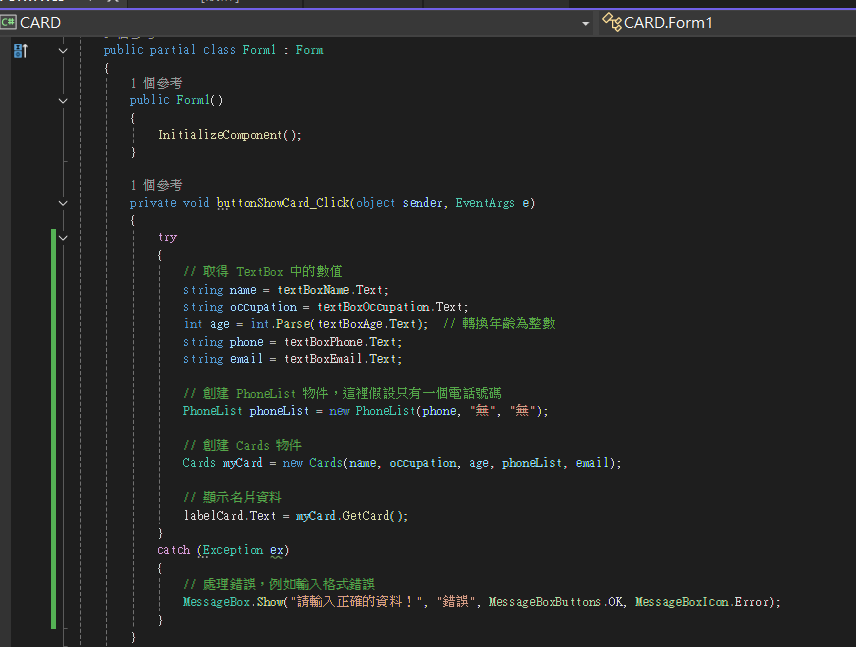 C# CARD
CARD.Form1
public partial class Form1 : Form
{
1 個參考
public Form1()
{
InitializeComponent();
}
1 個參考
private void buttonShowCard_Click(object sender, EventArgs e)
{
try
{
// 取得 TextBox 中的數值
string name = textBoxName.Text;
string occupation = textBoxOccupation.Text;
int age = int.Parse(textBoxAge.Text);  // 轉換年齡為整數
string phone = textBoxPhone.Text;
string email = textBoxEmail.Text;
// 創建 PhoneList 物件，這裡假設只有一個電話號碼
PhoneList phoneList = new PhoneList(phone, "無", "無");
// 創建 Cards 物件
Cards myCard = new Cards(name, occupation, age, phoneList, email);
// 顯示名片資料
labelCard.Text = myCard.GetCard();
}
catch (Exception ex)
{
// 處理錯誤，例如輸入格式錯誤
MessageBox.Show("請輸入正確的資料！", "錯誤", MessageBoxButtons.OK, MessageBoxIcon.Error);
}
}